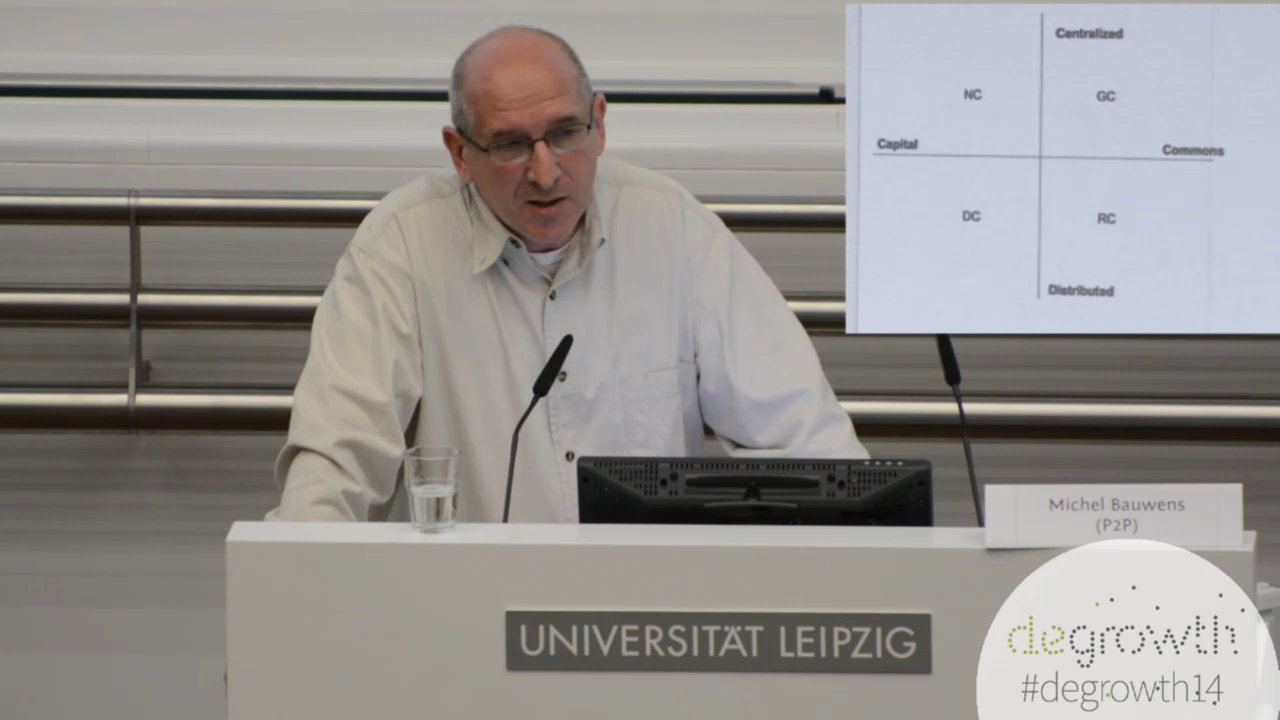 Centralized
NC
GC
Capital
Commons
DC
RC
Distributed
Michel Bauwens
(P2P)
UNIVERSITÄT LEIPZIG
degrowth
#degrowth14